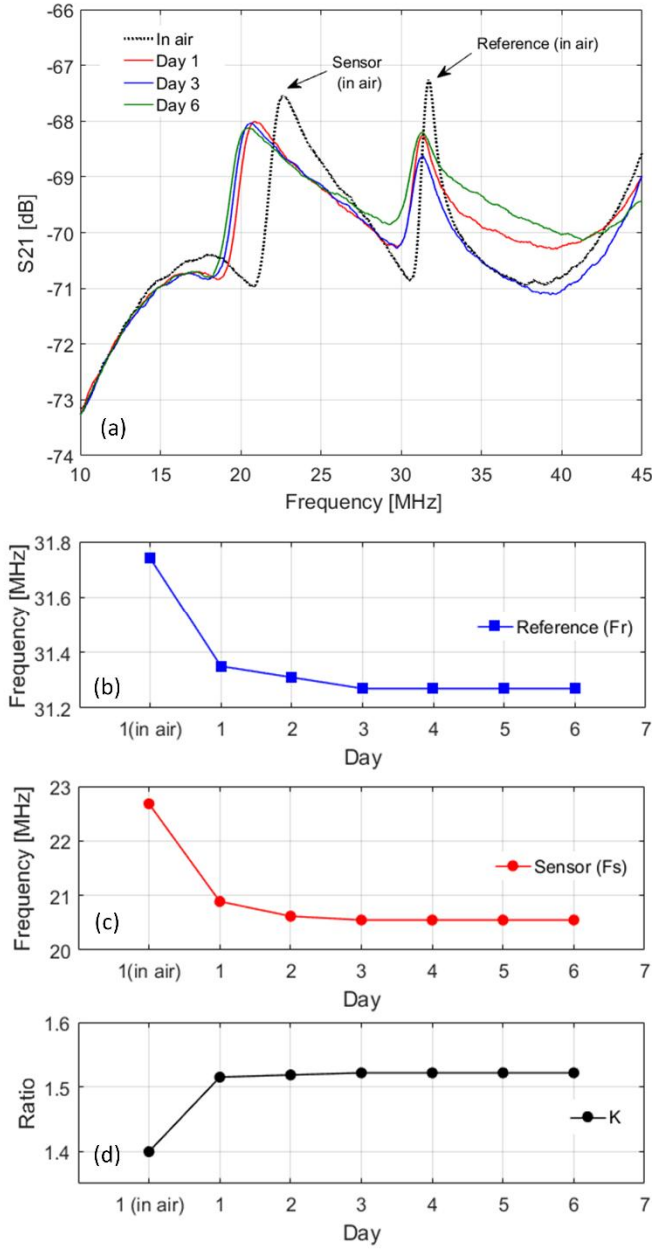 -66
-67
-68
-69
-70
-71
-72
-73
-74
S21 [dB]
In air
Day 1
Day 3
Day 6
Sensor
(in air)
Reference (in air)
(a)
10 15 20 25 30 35 40 45
Frequency [MHz]
31.8
31.6
31.4
31.2
Frequency [MHz]
Reference (Fr)
(b)
1(in air) 1 2 3 4 5 6 7
Day
23
22
21
20
Frequency [MHz]
Sensor (Fs)
(c)
1(in air) 1 2 3 4 5 6 7
Day
1.6
1.5
1.4
Ratio
K
(d)
1 (in air) 1 2 3 4 5 6 7
Day